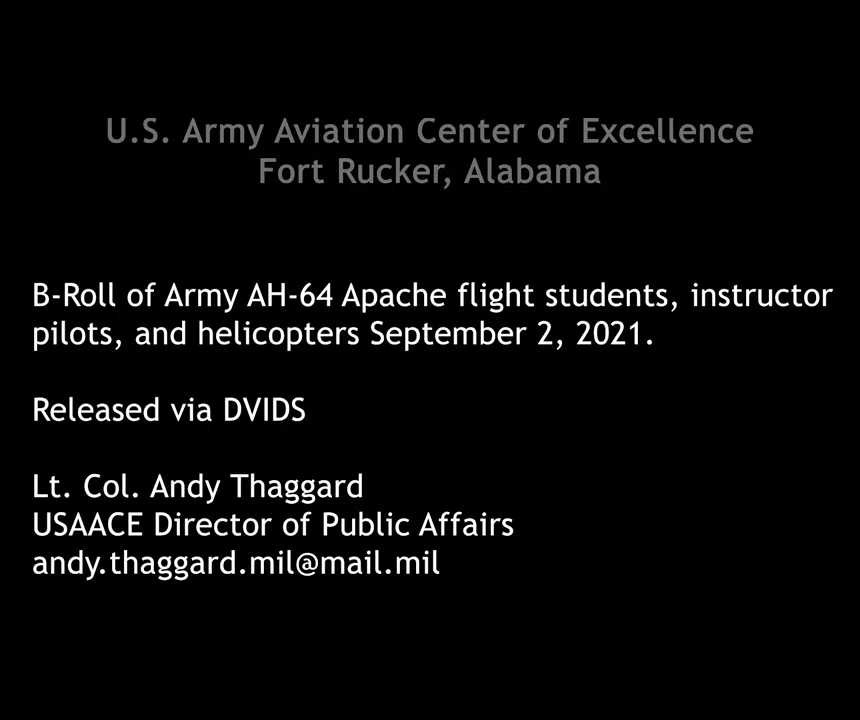 U.S. Army Aviation Center of Excellence
Fort Rucker, Alabama
B-Roll of Army AH-64 Apache flight students, instructor
pilots, and helicopters September 2, 2021.
Released via DVIDS
Lt. Col. Andy Thaggard
USAACE Director of Public Affairs
andy.thaggard.mil@mail.mil